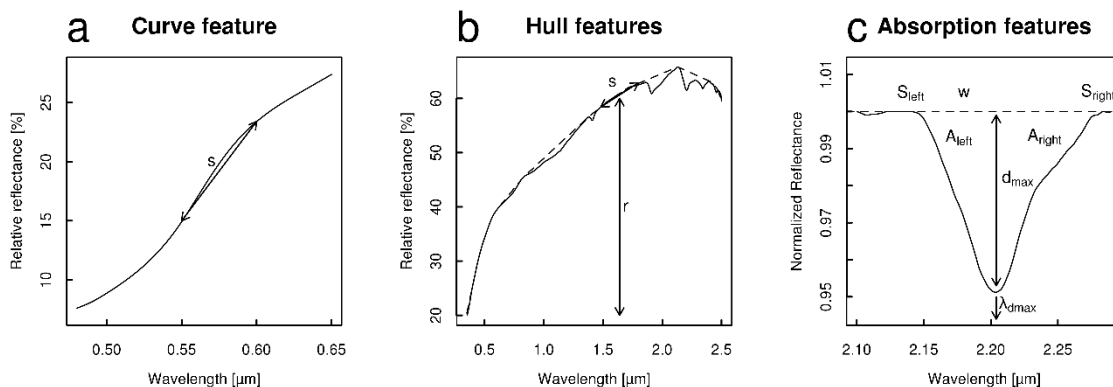 a Curve feature
Relative reflectance [%]
25
20
15
10
s
0.50 0.55 0.60 0.65
Wavelength [µm]
b Hull features
Relative reflectance [%]
60
50
40
30
20
s
r
0.5 1.0 1.5 2.0 2.5
Wavelength [µm]
c Absorption features
Normalized Reflectance
1.01
0.99
0.97
0.95
Sleft w Sright
Aleft Aright
dmax
λdmax
2.10 2.15 2.20 2.25
Wavelength [µm]